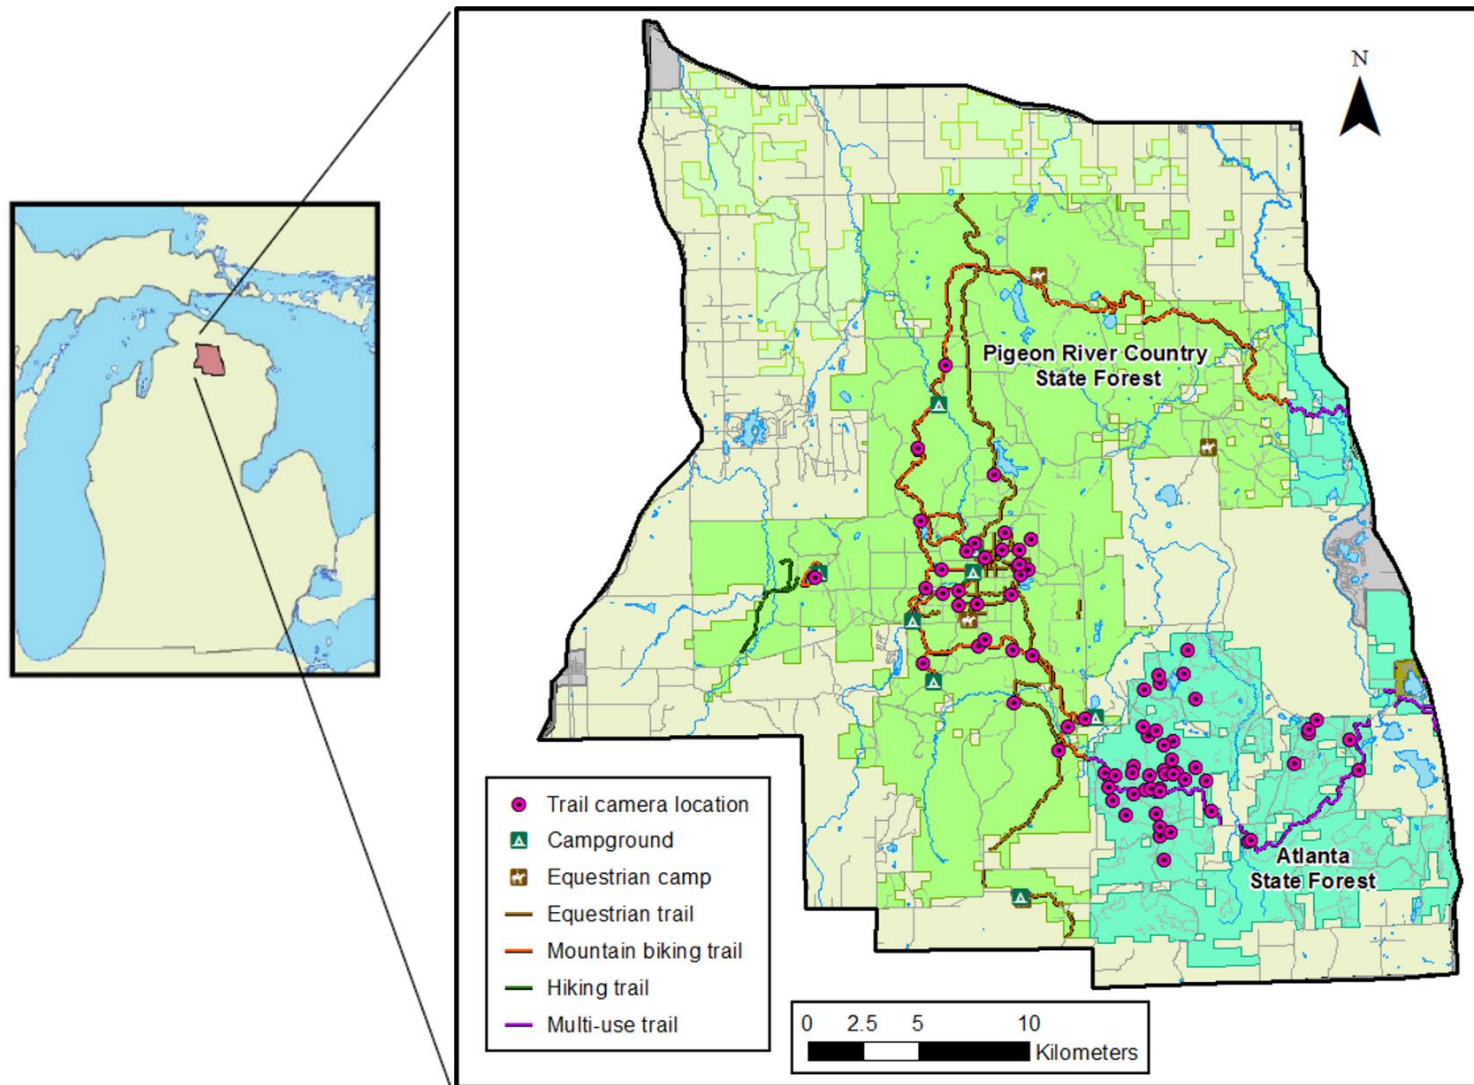 N
Pigeon River Country
State Forest
Atlanta
State Forest
Trail camera location
Campground
Equestrian camp
Equestrian trail
Mountain biking trail
Hiking trail
Multi-use trail
0 2.5 5 10
Kilometers